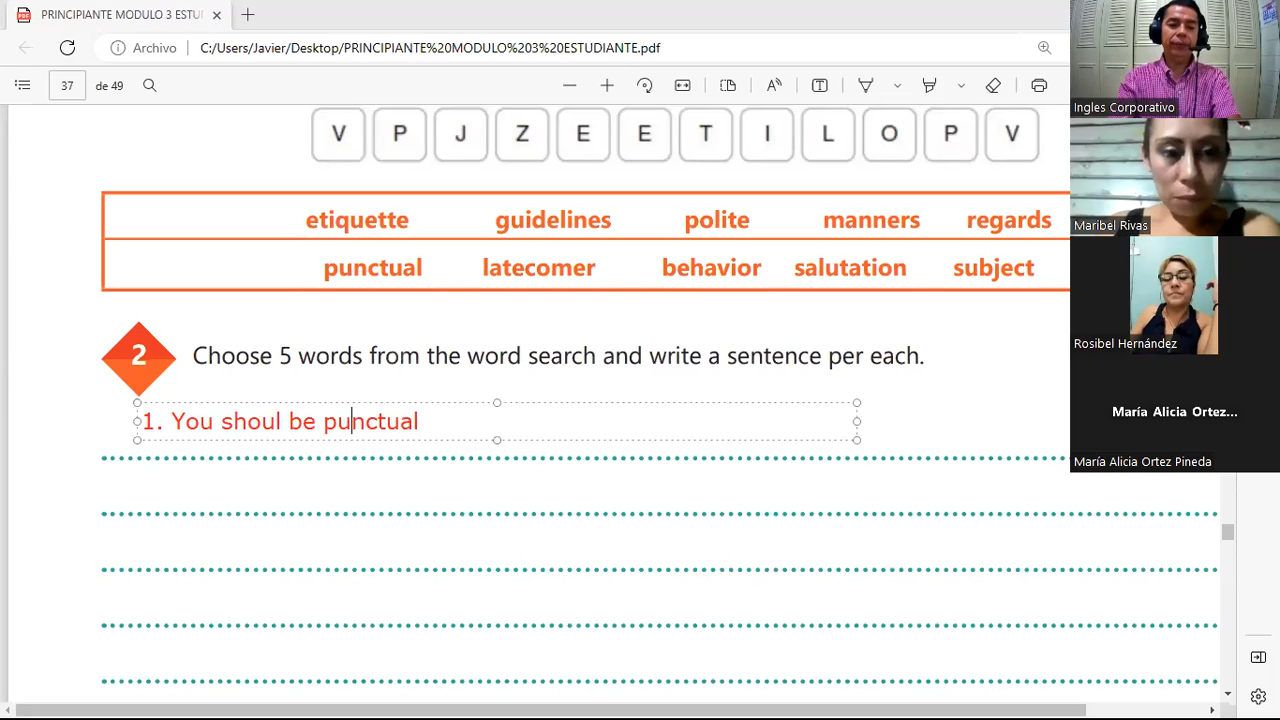 PRINCIPIANTE MODULO 3 ESTU
Archivo C:/Users/Javier/Desktop/PRINCIPIANTE%20MODULO%203%20ESTUDIANTE.pdf
37 de 49
V P J Z E E T I L O P V
etiquette guidelines polite manners regards
punctual latecomer behavior salutation subject
2 Choose 5 words from the word search and write a sentence per each.
1. You shoul be punctual
Ingles Corporativo
Maribel Rivas
Rosibel Hernández
María Alicia Ortez...
María Alicia Ortez Pineda